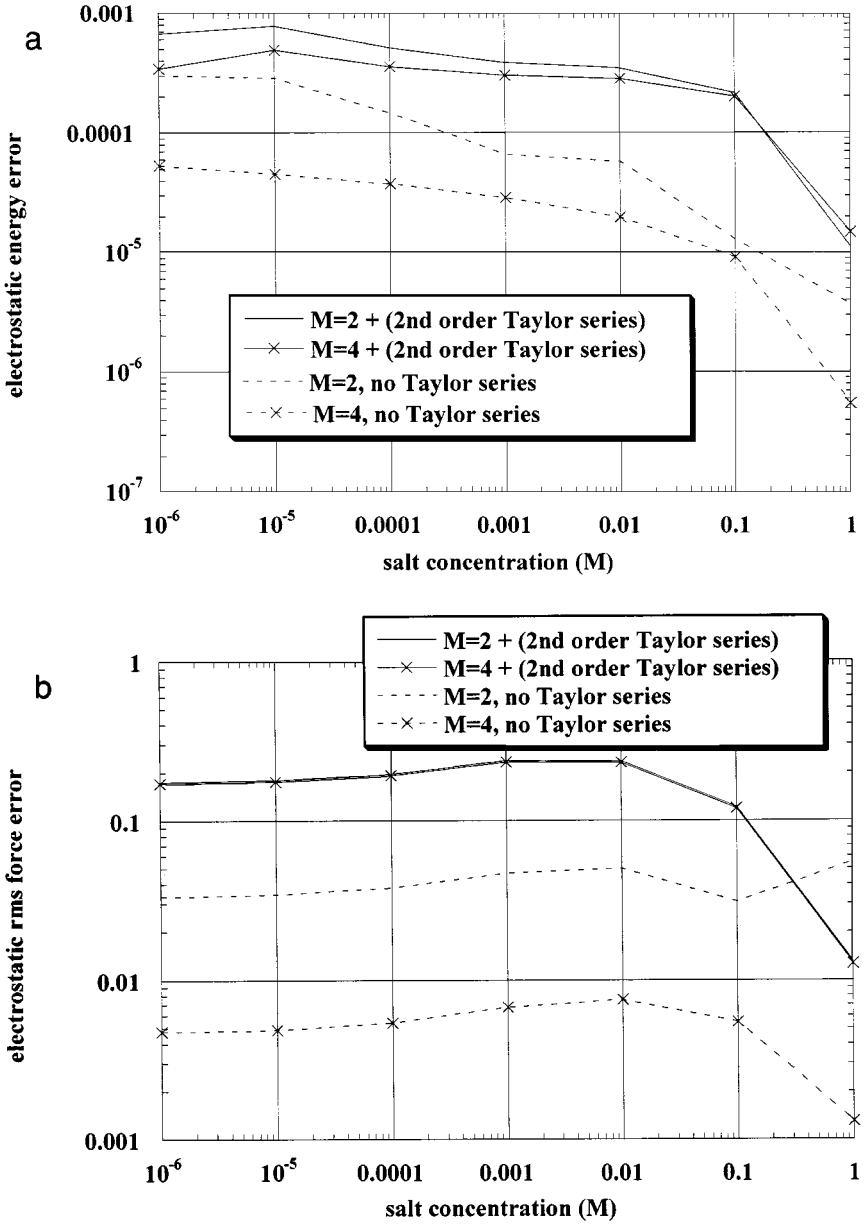 a
0.001
0.0001
10-5
10-6
10-7
electrostatic energy error
M=2 + (2nd order Taylor series)
M=4 + (2nd order Taylor series)
M=2, no Taylor series
M=4, no Taylor series
10-6 10-5 0.0001 0.001 0.01 0.1 1
salt concentration (M)
b
M=2 + (2nd order Taylor series)
M=4 + (2nd order Taylor series)
M=2, no Taylor series
M=4, no Taylor series
1
0.1
0.01
0.001
electrostatic rms force error
10-6 10-5 0.0001 0.001 0.01 0.1 1
salt concentration (M)